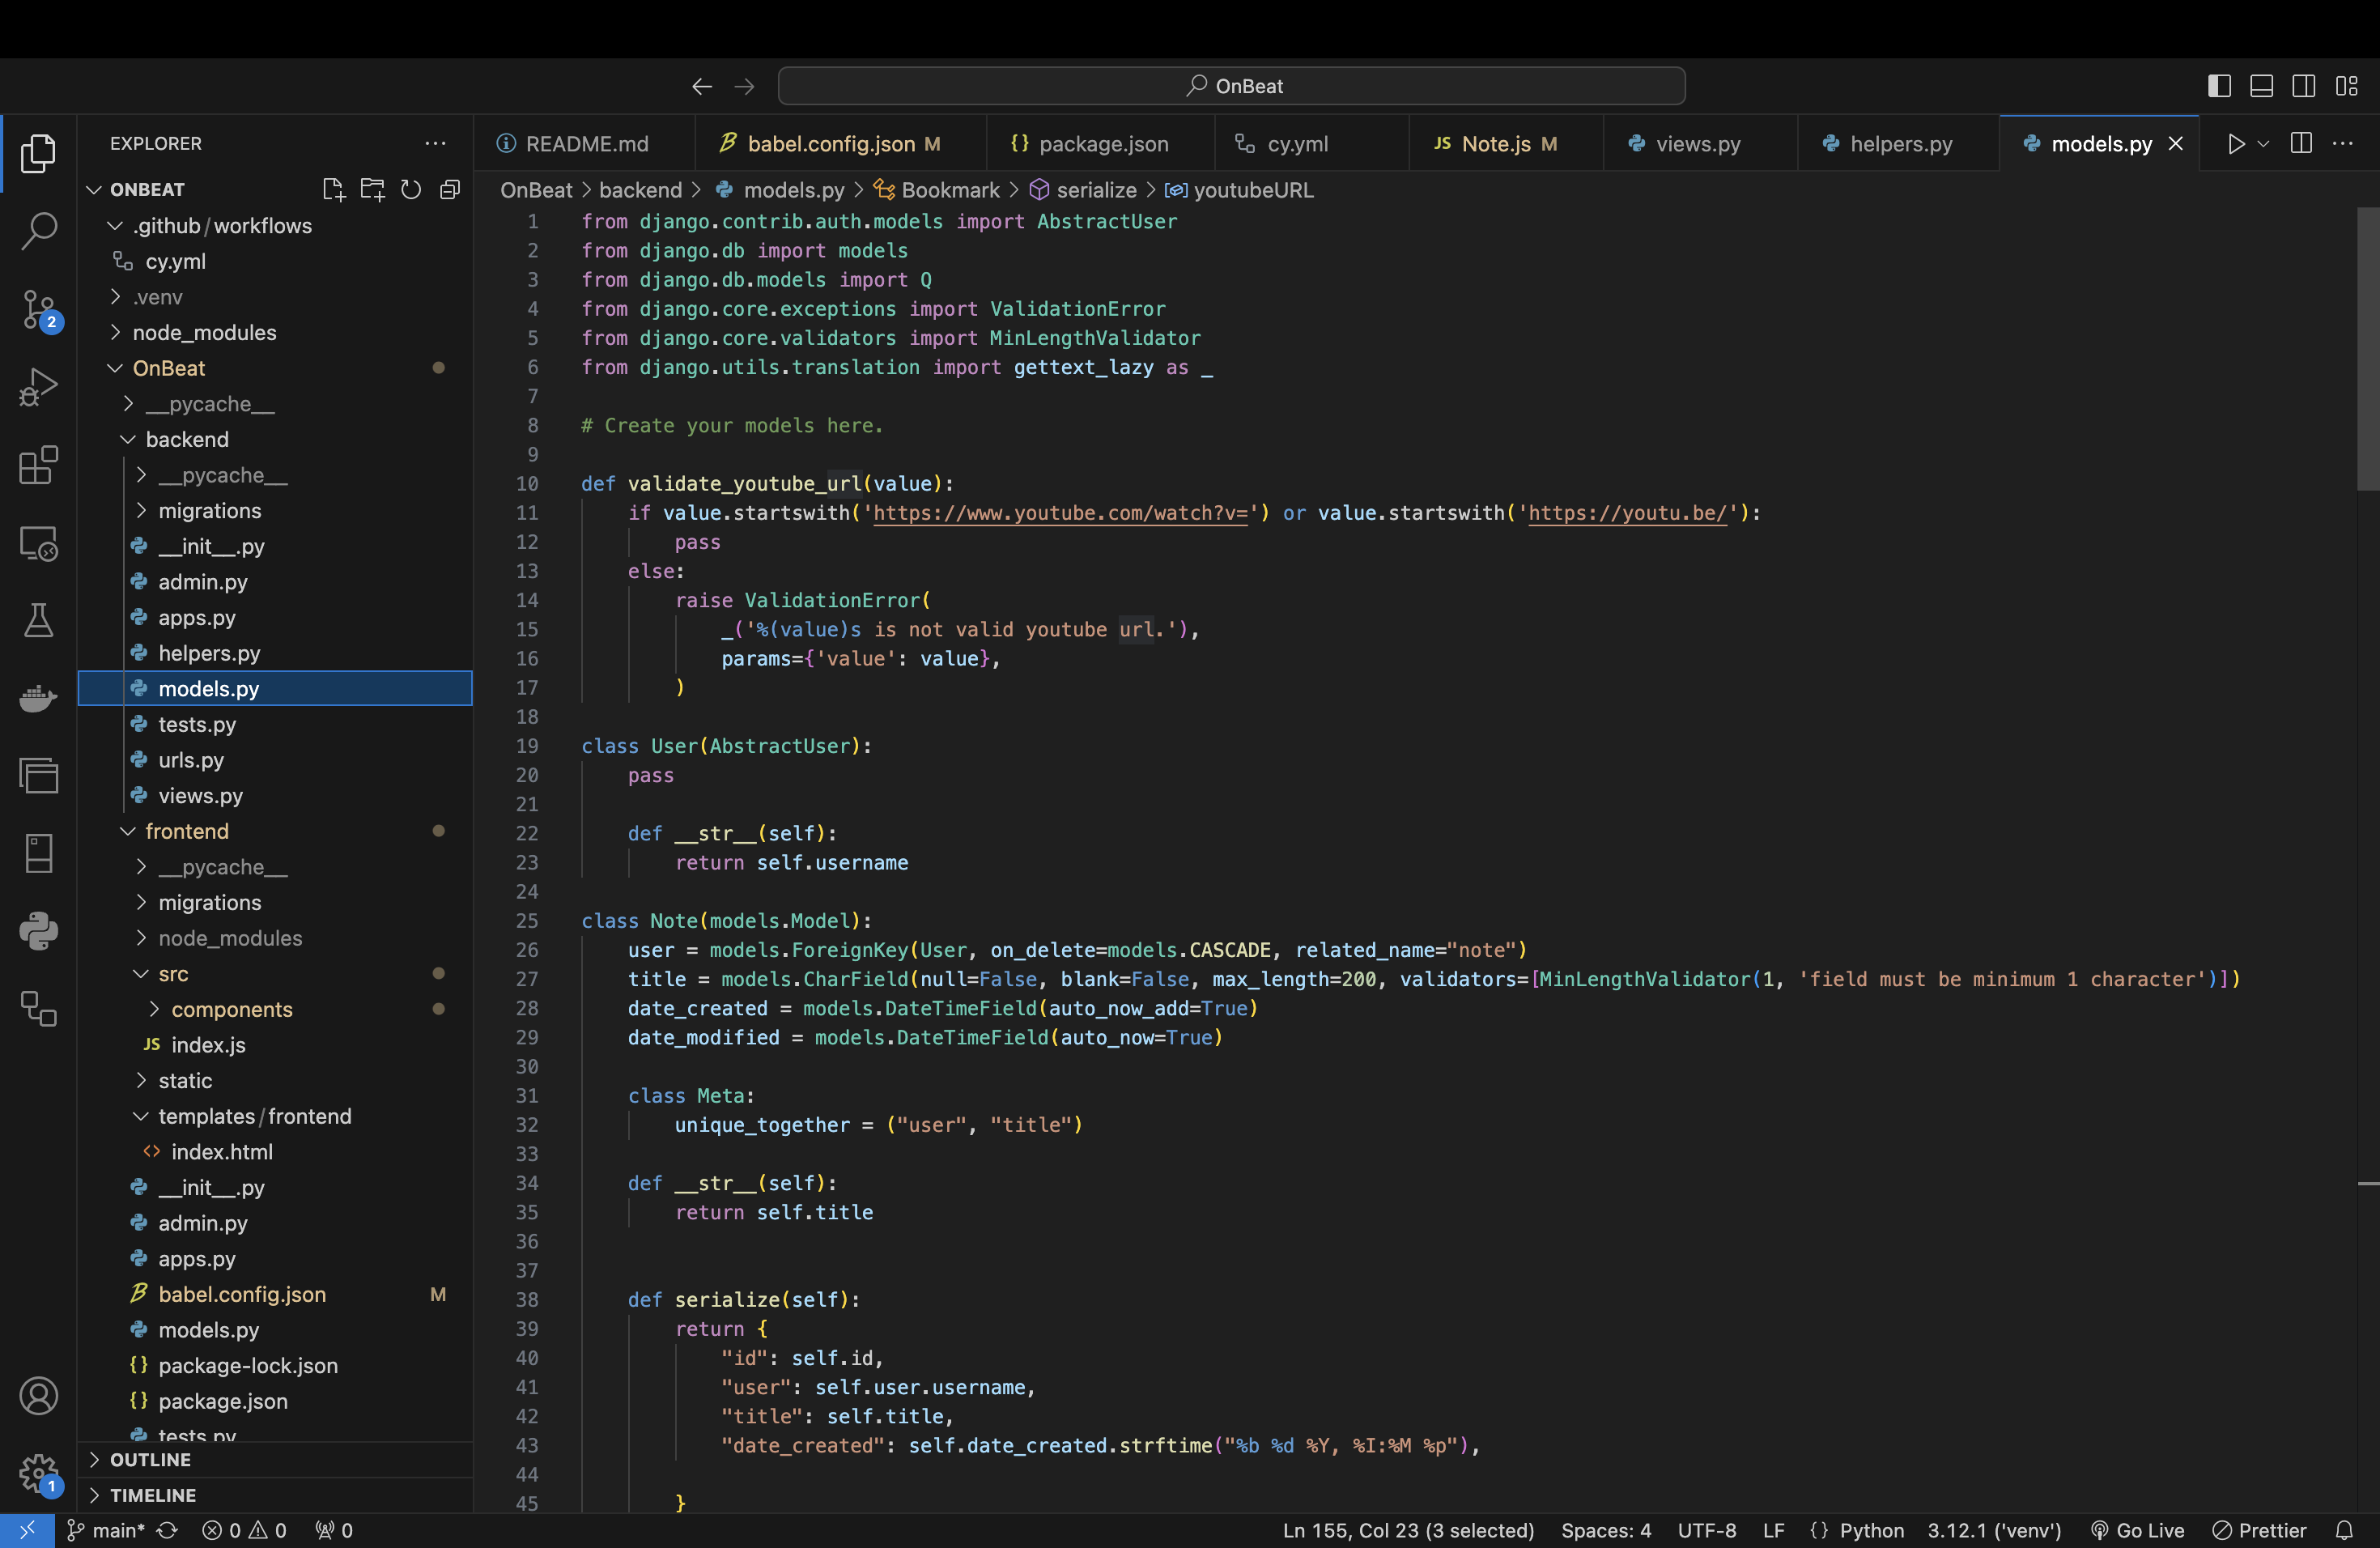 OnBeat
EXPLORER
ONBEAT
.github/workflows
cy.yml
.venv
node_modules
OnBeat
__pycache__
backend
__pycache__
migrations
__init__.py
admin.py
apps.py
helpers.py
models.py
tests.py
urls.py
views.py
frontend
__pycache__
migrations
node_modules
src
components
JS index.js
static
templates/frontend
<> index.html
__init__.py
admin.py
apps.py
babel.config.json M
models.py
{} package-lock.json
{} package.json
tests.py
OUTLINE
TIMELINE
2
1
README.md
babel.config.json M
{} package.json
cy.yml
JS Note.js M
views.py
helpers.py
models.py
OnBeat > backend > models.py > Bookmark > serialize > youtubeURL
1 from django.contrib.auth.models import AbstractUser
2 from django.db import models
3 from django.db.models import Q
4 from django.core.exceptions import ValidationError
5 from django.core.validators import MinLengthValidator
6 from django.utils.translation import gettext_lazy as _
7
8 # Create your models here.
9
10 def validate_youtube_url(value):
11     if value.startswith('https://www.youtube.com/watch?v=') or value.startswith('https://youtu.be/'):
12         pass
13     else:
14         raise ValidationError(
15             _('%(value)s is not valid youtube url.'),
16             params={'value': value},
17         )
18
19 class User(AbstractUser):
20     pass
21
22     def __str__(self):
23         return self.username
24
25 class Note(models.Model):
26     user = models.ForeignKey(User, on_delete=models.CASCADE, related_name="note")
27     title = models.CharField(null=False, blank=False, max_length=200, validators=[MinLengthValidator(1, 'field must be minimum 1 character')])
28     date_created = models.DateTimeField(auto_now_add=True)
29     date_modified = models.DateTimeField(auto_now=True)
30
31     class Meta:
32         unique_together = ("user", "title")
33
34     def __str__(self):
35         return self.title
36
37
38     def serialize(self):
39         return {
40             "id": self.id,
41             "user": self.user.username,
42             "title": self.title,
43             "date_created": self.date_created.strftime("%b %d %Y, %I:%M %p"),
44
45         }
main* 0 0 0 Ln 155, Col 23 (3 selected) Spaces: 4 UTF-8 LF {} Python 3.12.1 ('venv') Go Live Prettier